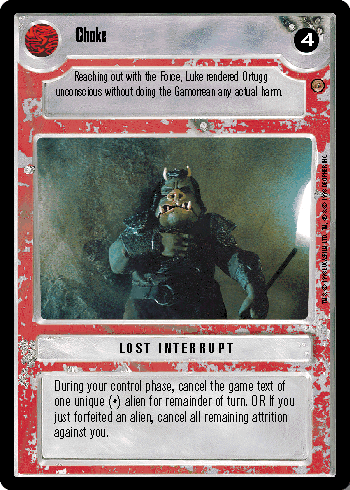 Choke
4
Reaching out with the Force, Luke rendered Ortugg
unconscious without doing the Gamorrean any actual harm.
LOST INTERRUPT
During your control phase, cancel the game text of
one unique (•) alien for remainder of turn. OR If you
just forfeited an alien, cancel all remaining attrition
against you.